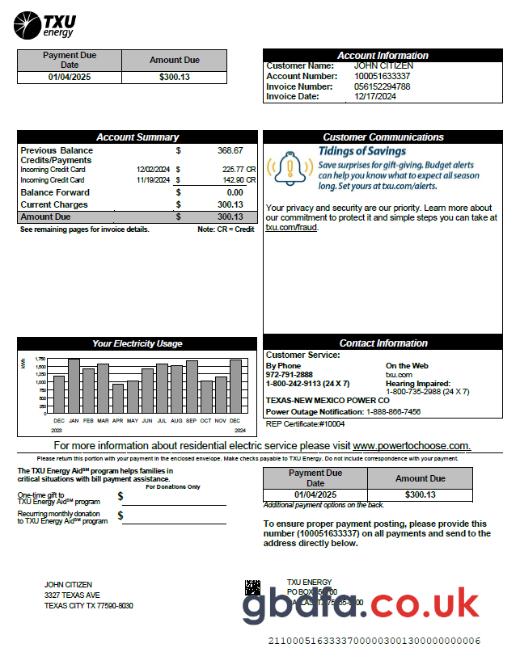 TXU
energy
Payment Due
Date
Amount Due
01/04/2025
$300.13
Account Information
Customer Name: JOHN CITIZEN
Account Number: 100051633337
Invoice Number: 056152294788
Invoice Date: 12/17/2024
Account Summary
Previous Balance $ 368.67
Credits/Payments
Incoming Credit Card 12/02/2024 $ 225.77 CR
Incoming Credit Card 11/19/2024 $ 142.90 CR
Balance Forward $ 0.00
Current Charges $ 300.13
Amount Due $ 300.13
See remaining pages for invoice details. Note: CR = Credit
Customer Communications
Tidings of Savings
Save surprises for gift-giving. Budget alerts
can help you know what to expect all season
long. Set yours at txu.com/alerts.
Your privacy and security are our priority. Learn more about
our commitment to protect it and simple steps you can take at
txu.com/fraud.
Your Electricity Usage
kWh
1,750
1,500
1,250
1,000
750
500
250
0
DEC JAN FEB MAR APR MAY JUN JUL AUG SEP OCT NOV DEC
2023 2024
Contact Information
Customer Service:
By Phone
972-791-2888
1-800-242-9113 (24 X 7)
On the Web
txu.com
Hearing Impaired:
1-800-735-2988 (24 X 7)
TEXAS-NEW MEXICO POWER CO
Power Outage Notification: 1-888-866-7456
REP Certificate:#10004
For more information about residential electric service please visit www.powertochoose.com.
Please return this portion with your payment in the enclosed envelope. Make checks payable to TXU Energy. Do not include correspondence with your payment.
The TXU Energy Aid℠ program helps families in
critical situations with bill payment assistance.
For Donations Only
One-time gift to
TXU Energy Aid℠ program $
Recurring monthly donation
to TXU Energy Aid℠ program $
Payment Due
Date
Amount Due
01/04/2025
$300.13
Additional payment options on the back.
To ensure proper payment posting, please provide this
number (100051633337) on all payments and send to the
address directly below.
JOHN CITIZEN
3327 TEXAS AVE
TEXAS CITY TX 77590-8030
TXU ENERGY
PO BOX
gbdfa.co.uk